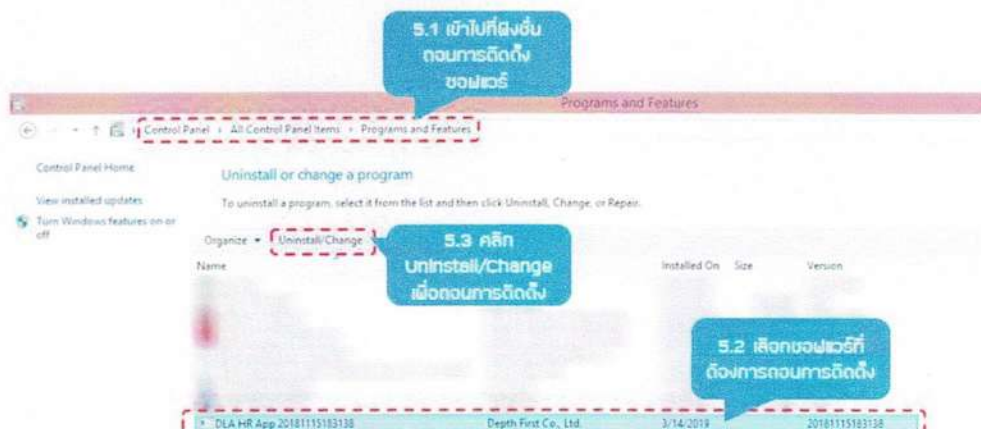 5.1 เข้าไปที่ฟังชั่น
ถอนการติดตั้ง
ซอฟแวร์
Programs and Features
Control Panel
All Control Panel Items
Programs and Features
Control Panel Home
Uninstall or change a program
View installed updates
To uninstall a program, select it from the list and then click Uninstall, Change, or Repair.
Turn Windows features on or
off
Organize
Uninstall/Change
5.3 คลิก
Uninstall/Change
เพื่อถอนการติดตั้ง
Name
Installed On
Size
Version
5.2 เลือกซอฟแวร์ที่
ต้องการถอนการติดตั้ง
DLA HR App 20181115183138
Depth First Co., Ltd.
3/14/2019
20181115183138